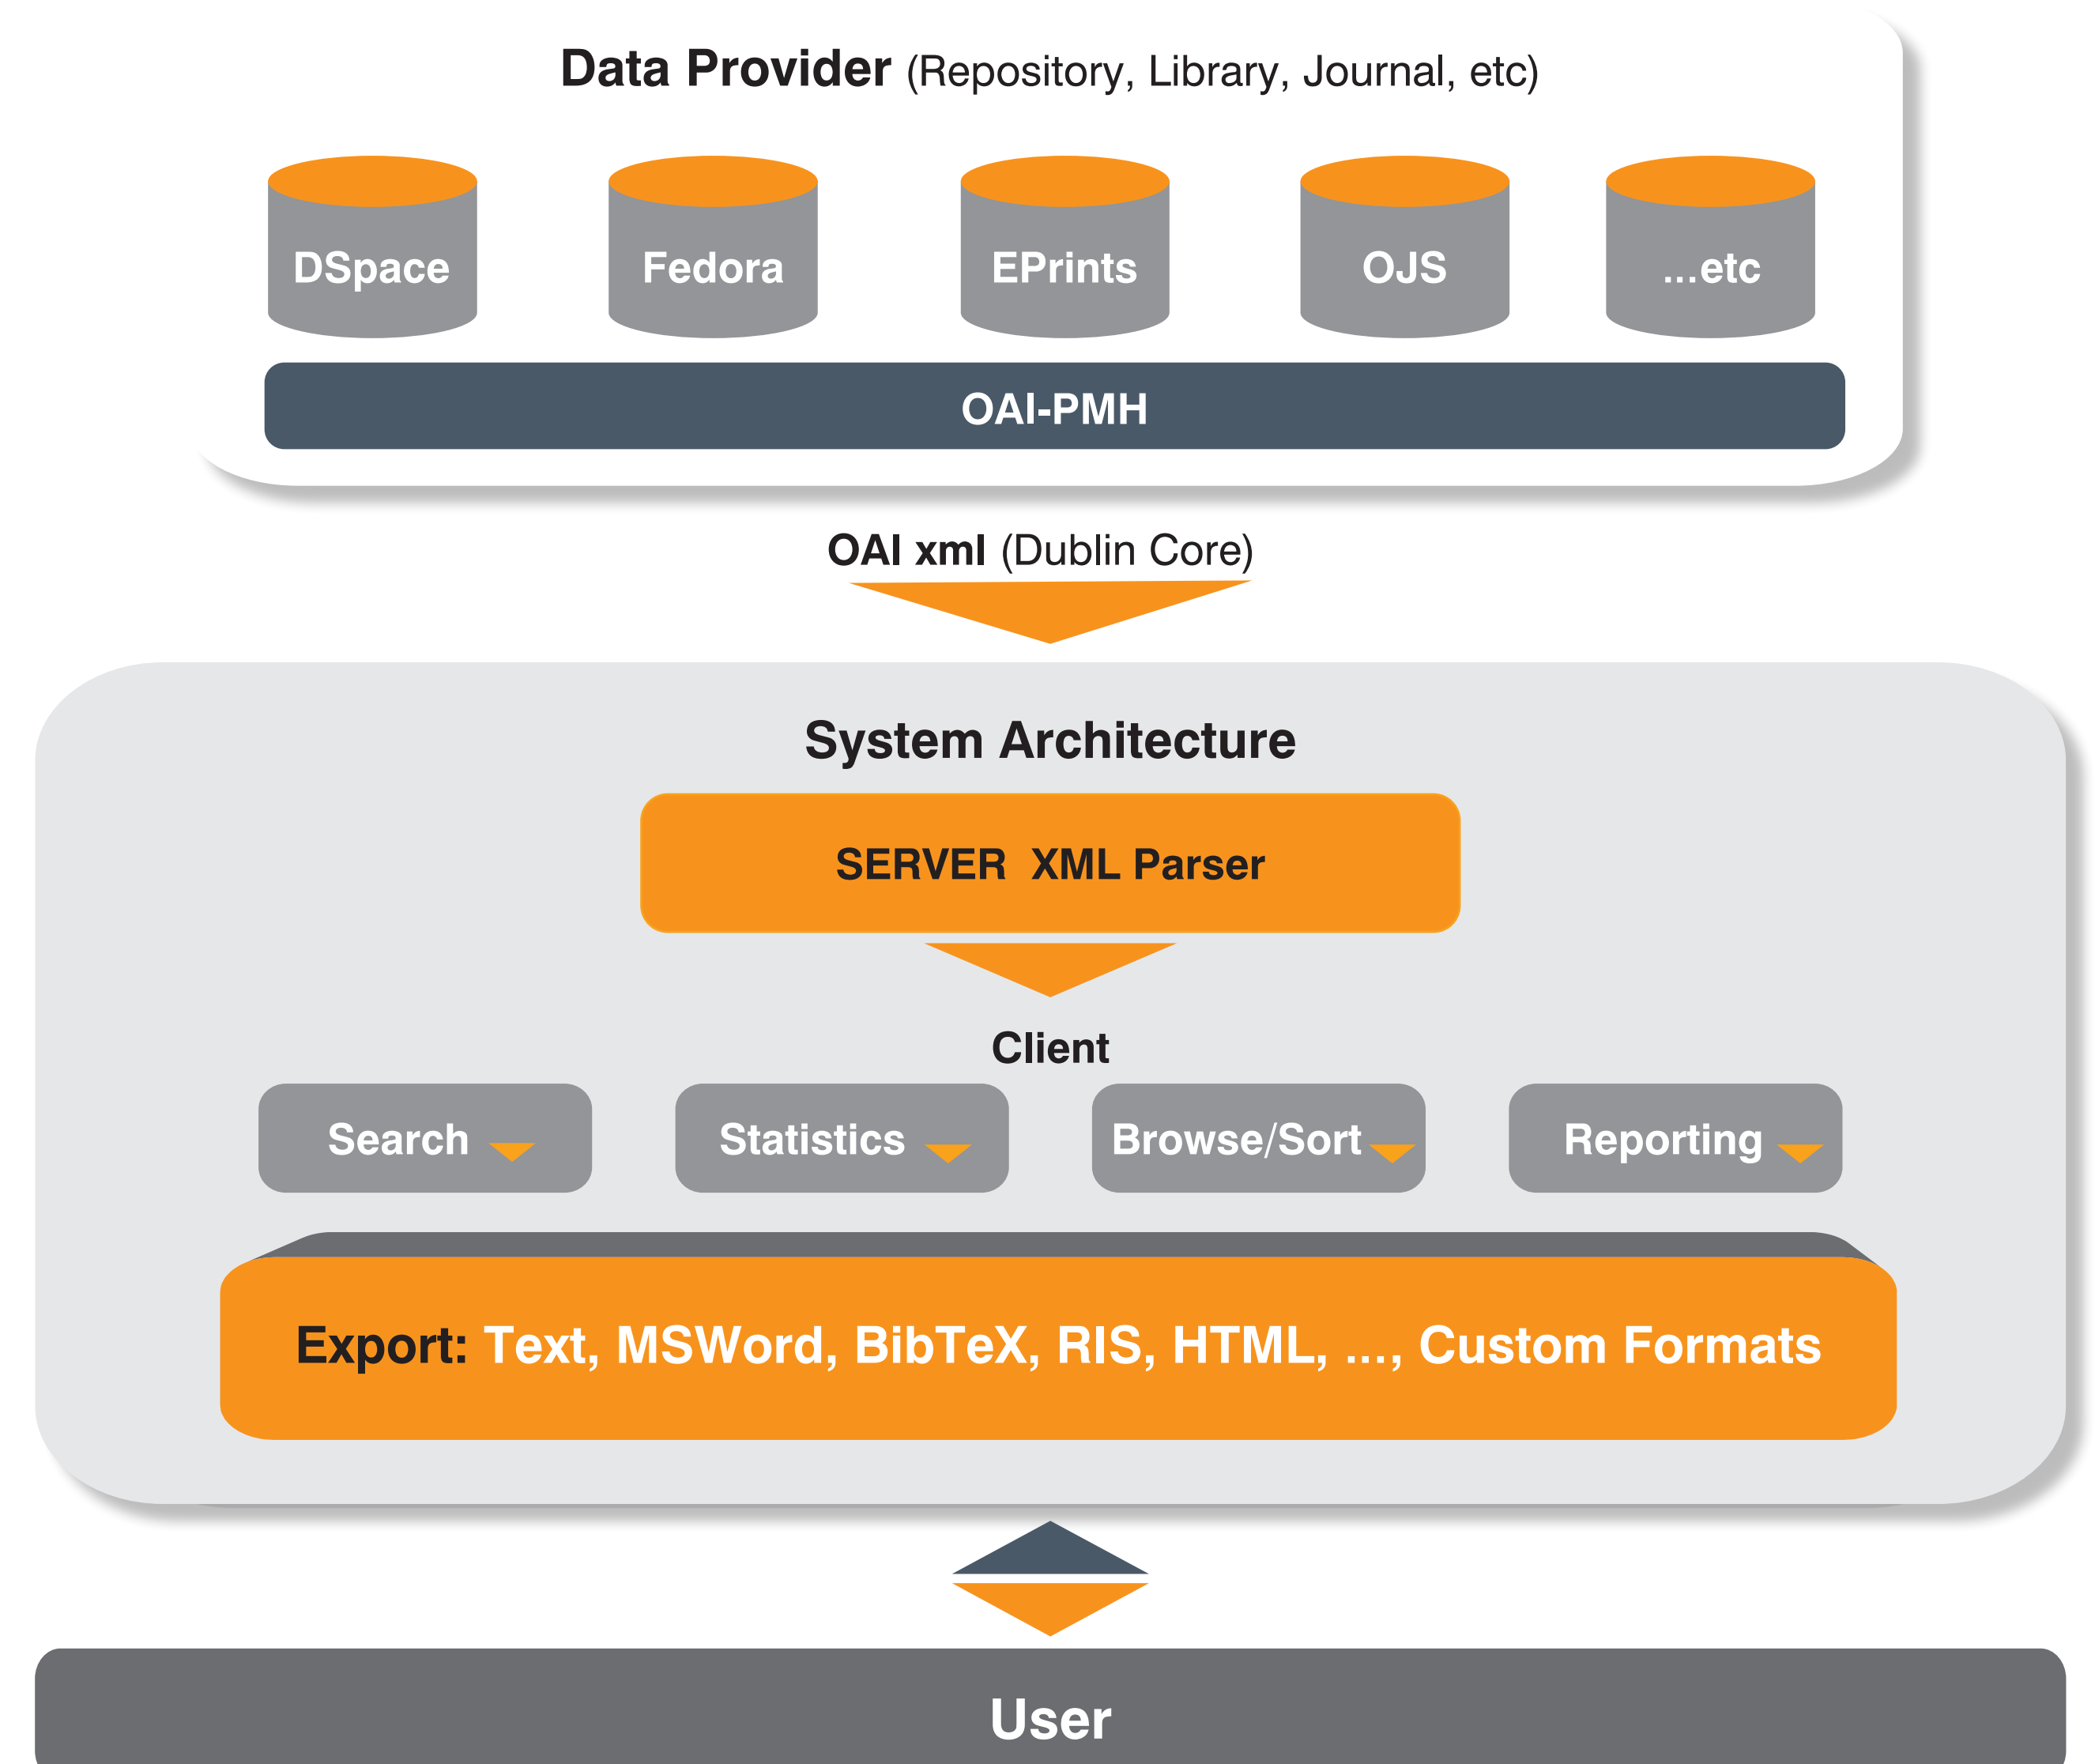 Data Provider (Repository, Library, Journal, etc)
DSpace
Fedora
EPrints
OJS
...etc
OAI-PMH
OAI xml (Dublin Core)
System Architecture
SERVER XML Parser
Client
Search
Statistics
Browse/Sort
Reporting
Export: Text, MSWord, BibTeX, RIS, HTML, ..., Custom Formats
User